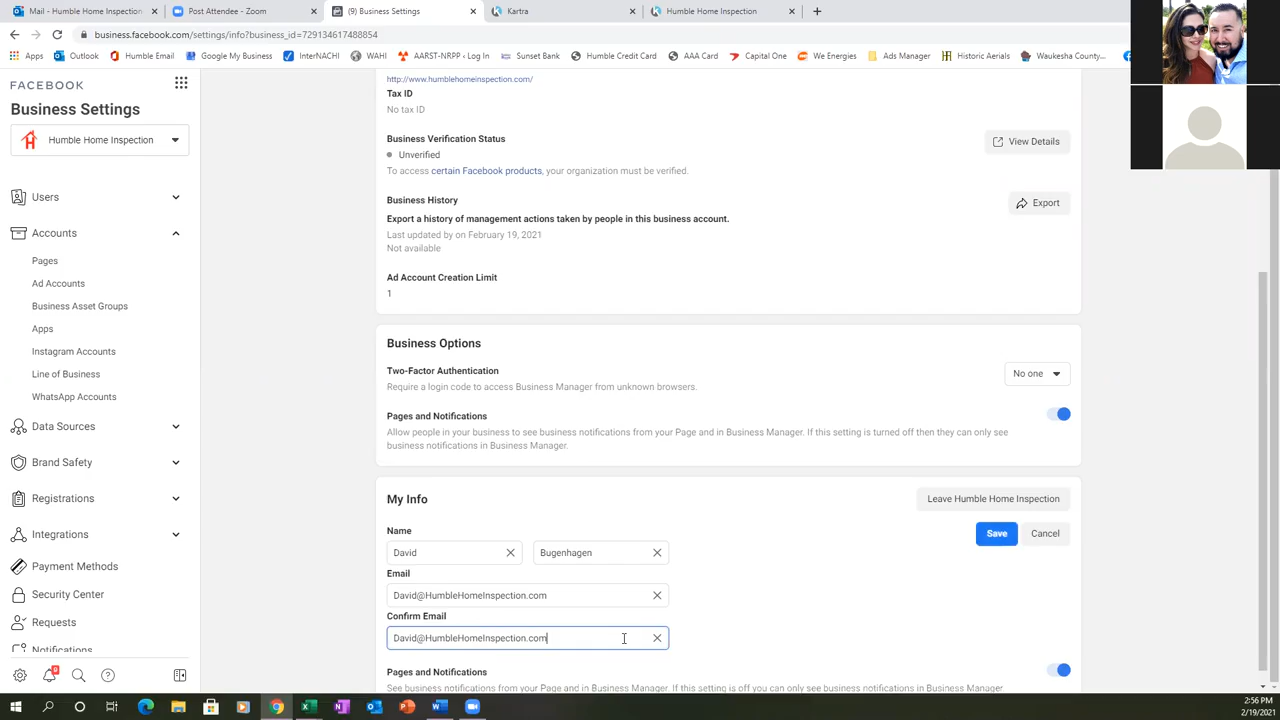 Mail - Humble Home Inspection
Post Attendee - Zoom
(9) Business Settings
Kartra
Humble Home Inspection
business.facebook.com/settings/info?business_id=729134617488854
Apps
Outlook
Humble Email
Google My Business
InterNACHI
WAHI
AARST-NRPP ‹ Log In
Sunset Bank
Humble Credit Card
AAA Card
Capital One
We Energies
Ads Manager
Historic Aerials
Waukesha County...
FACEBOOK
Business Settings
Humble Home Inspection
Users
Accounts
Pages
Ad Accounts
Business Asset Groups
Apps
Instagram Accounts
Line of Business
WhatsApp Accounts
Data Sources
Brand Safety
Registrations
Integrations
Payment Methods
Security Center
Requests
Notifications
http://www.humblehomeinspection.com/
Tax ID
No tax ID
Business Verification Status
Unverified
View Details
To access certain Facebook products, your organization must be verified.
Business History
Export
Export a history of management actions taken by people in this business account.
Last updated by on February 19, 2021
Not available
Ad Account Creation Limit
1
Business Options
Two-Factor Authentication
No one
Require a login code to access Business Manager from unknown browsers.
Pages and Notifications
Allow people in your business to see business notifications from your Page and in Business Manager. If this setting is turned off then they can only see
business notifications in Business Manager.
My Info
Leave Humble Home Inspection
Name
Save
Cancel
David
Bugenhagen
Email
David@HumbleHomeInspection.com
Confirm Email
David@HumbleHomeInspection.com
Pages and Notifications
See business notifications from your Page and in Business Manager. If this setting is off you can only see business notifications in Business Manager
2:56 PM
2/19/2021